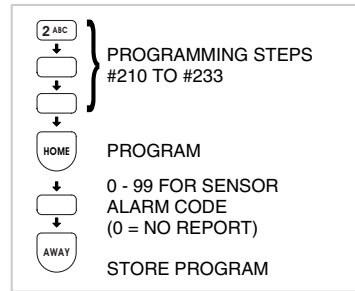 2 ABC
PROGRAMMING STEPS
#210 TO #233
HOME
PROGRAM
0 - 99 FOR SENSOR
ALARM CODE
(0 = NO REPORT)
AWAY
STORE PROGRAM